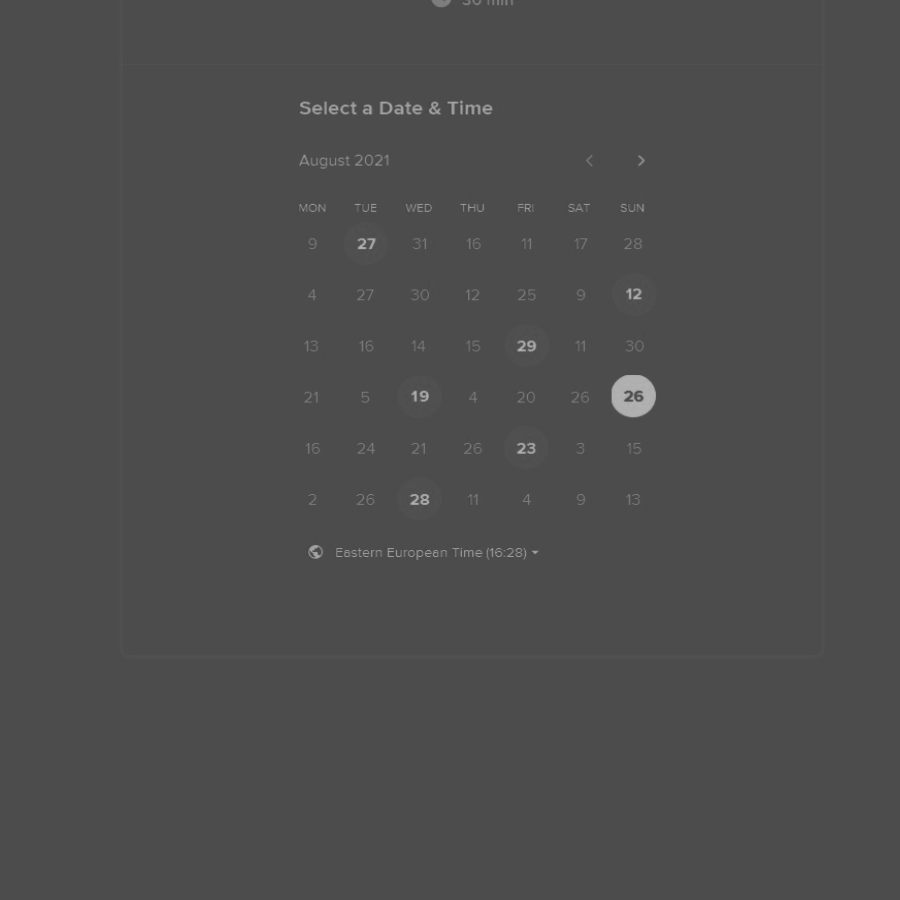 30 min
Select a Date & Time
August 2021
MON TUE WED THU FRI SAT SUN
9 27 31 16 11 17 28
4 27 30 12 25 9 12
13 16 14 15 29 11 30
21 5 19 4 20 26 26
16 24 21 26 23 3 15
2 26 28 11 4 9 13
Eastern European Time (16:28)